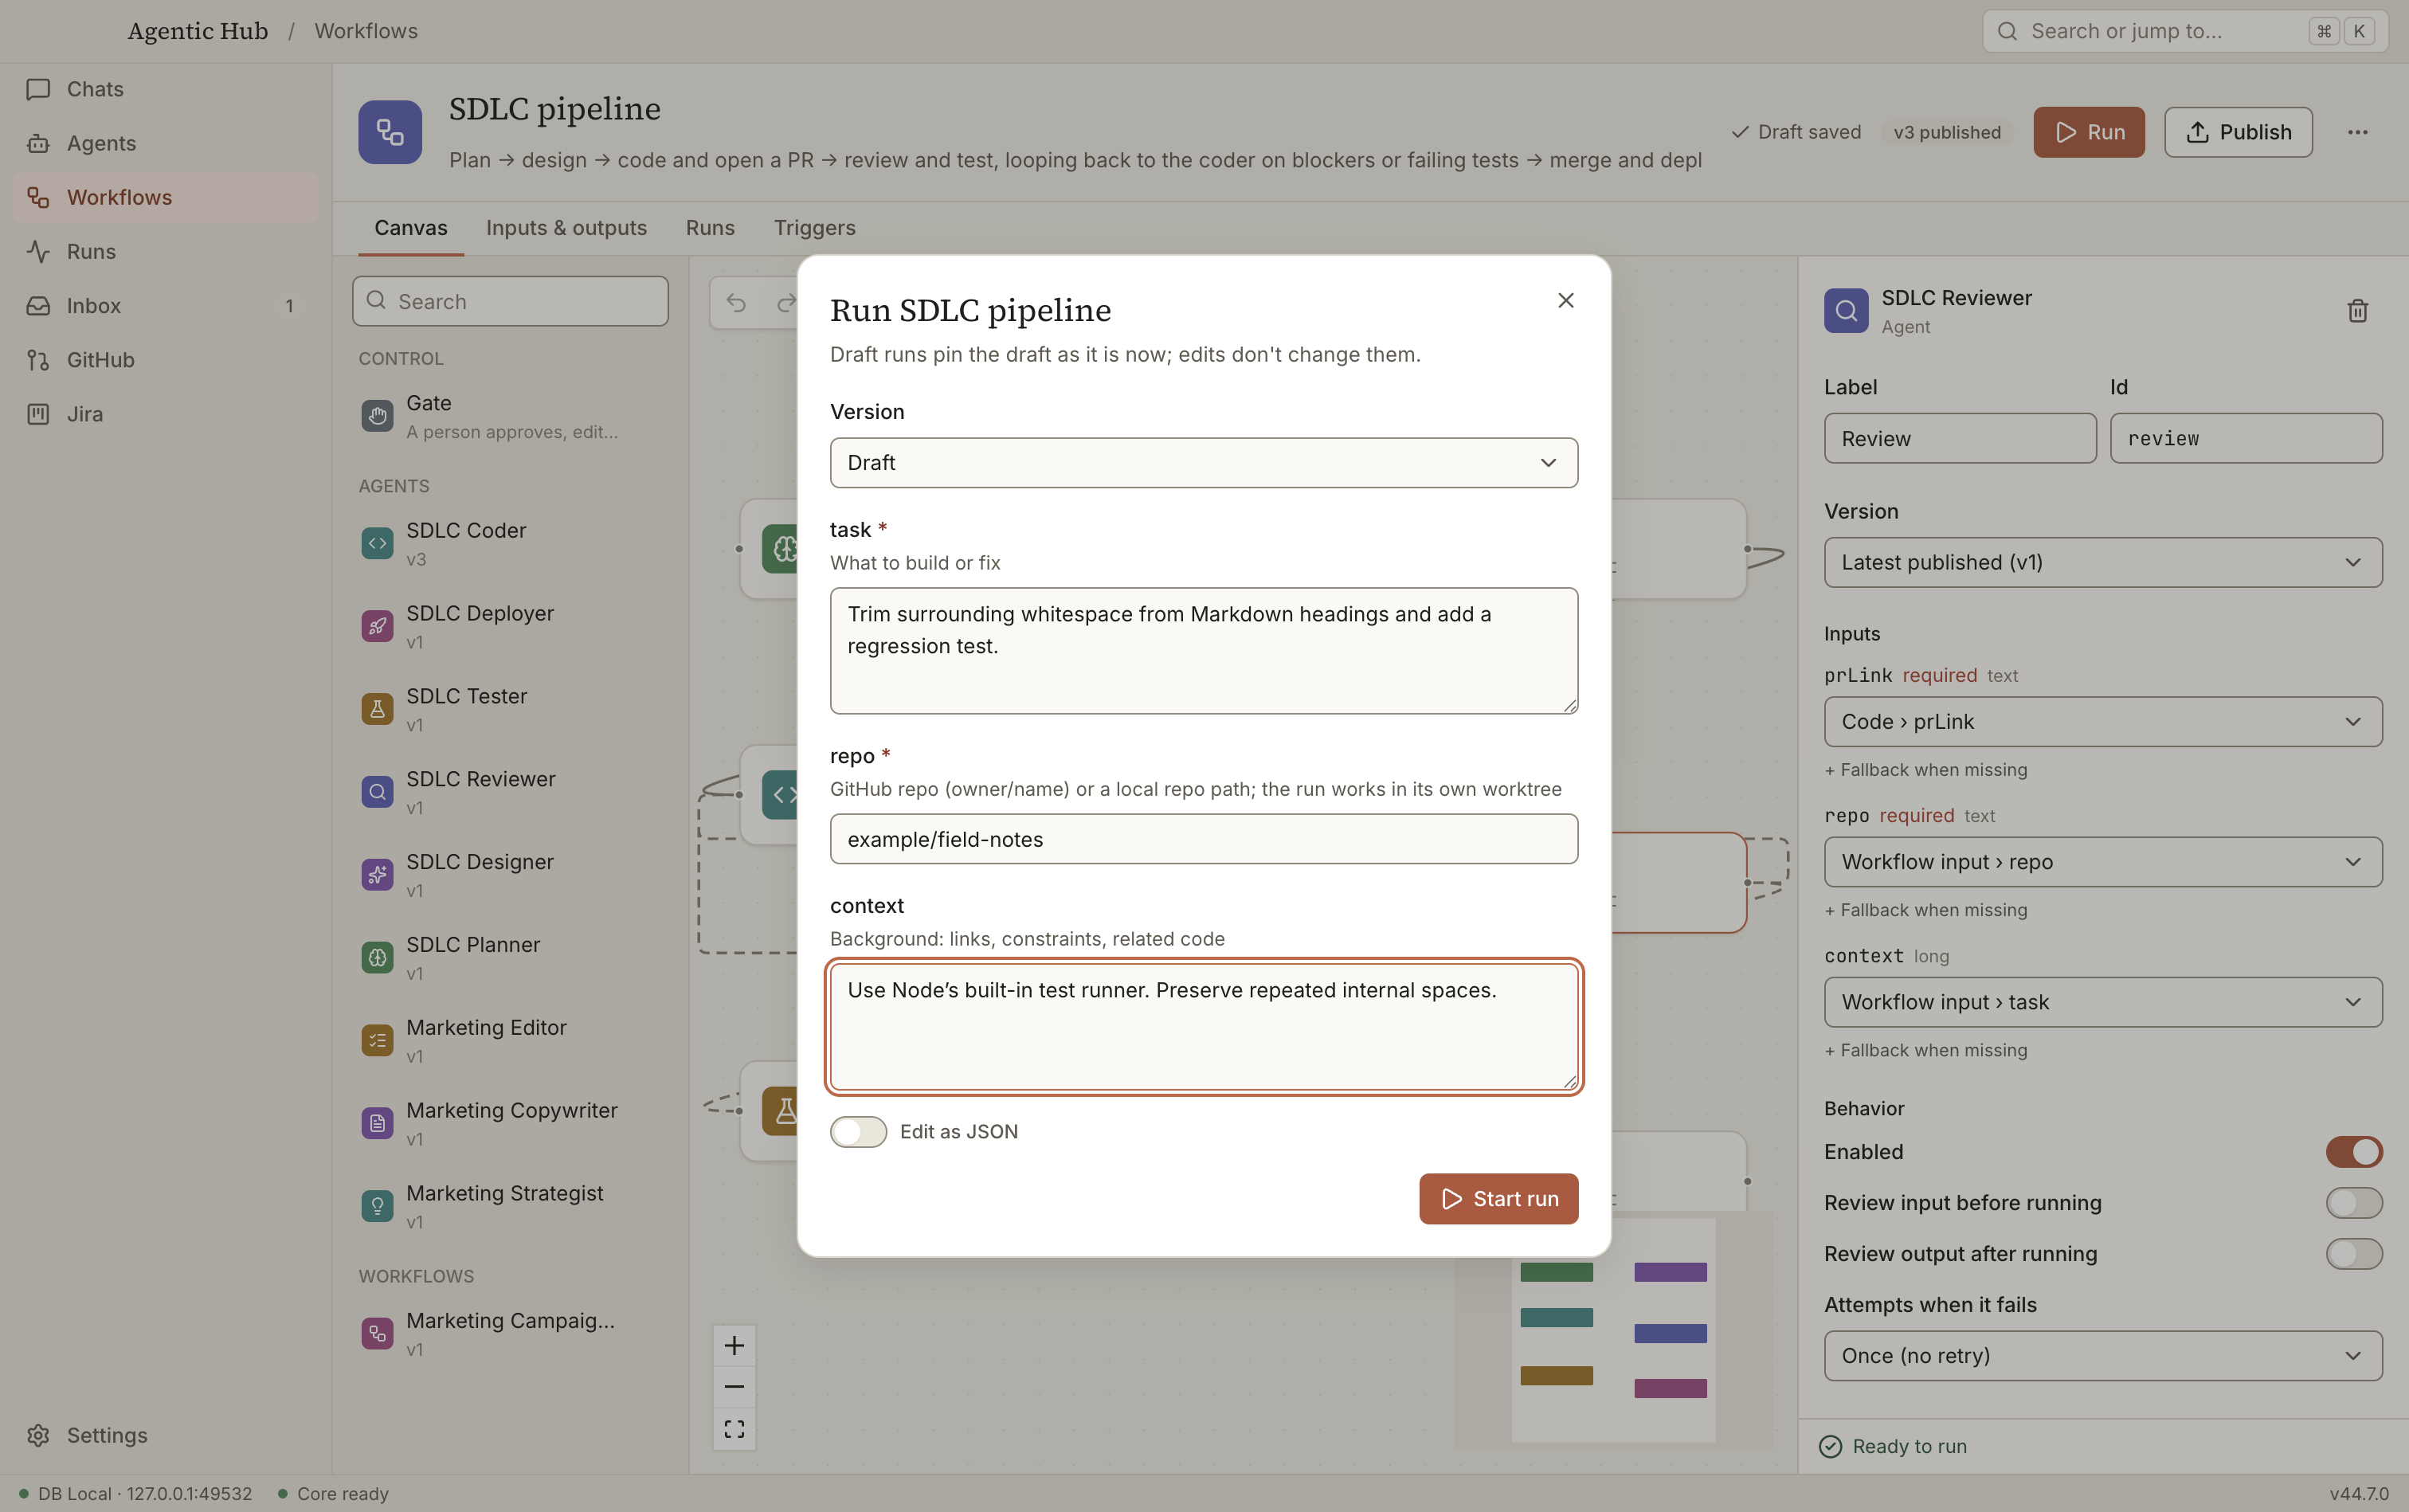 Agentic Hub / Workflows
Search or jump to... ⌘ K
Chats
Agents
Workflows
Runs
Inbox 1
GitHub
Jira
Settings
SDLC pipeline
Plan → design → code and open a PR → review and test, looping back to the coder on blockers or failing tests → merge and depl
Draft saved
v3 published
Run
Publish
Canvas
Inputs & outputs
Runs
Triggers
Search
CONTROL
Gate
A person approves, edit...
AGENTS
SDLC Coder
v3
SDLC Deployer
v1
SDLC Tester
v1
SDLC Reviewer
v1
SDLC Designer
v1
SDLC Planner
v1
Marketing Editor
v1
Marketing Copywriter
v1
Marketing Strategist
v1
WORKFLOWS
Marketing Campaig...
v1
Run SDLC pipeline
Draft runs pin the draft as it is now; edits don't change them.
Version
Draft
task *
What to build or fix
Trim surrounding whitespace from Markdown headings and add a
regression test.
repo *
GitHub repo (owner/name) or a local repo path; the run works in its own worktree
example/field-notes
context
Background: links, constraints, related code
Use Node’s built-in test runner. Preserve repeated internal spaces.
Edit as JSON
Start run
SDLC Reviewer
Agent
Label
Id
Review
review
Version
Latest published (v1)
Inputs
prLink required text
Code › prLink
+ Fallback when missing
repo required text
Workflow input › repo
+ Fallback when missing
context long
Workflow input › task
+ Fallback when missing
Behavior
Enabled
Review input before running
Review output after running
Attempts when it fails
Once (no retry)
Ready to run
DB Local · 127.0.0.1:49532
Core ready
v44.7.0